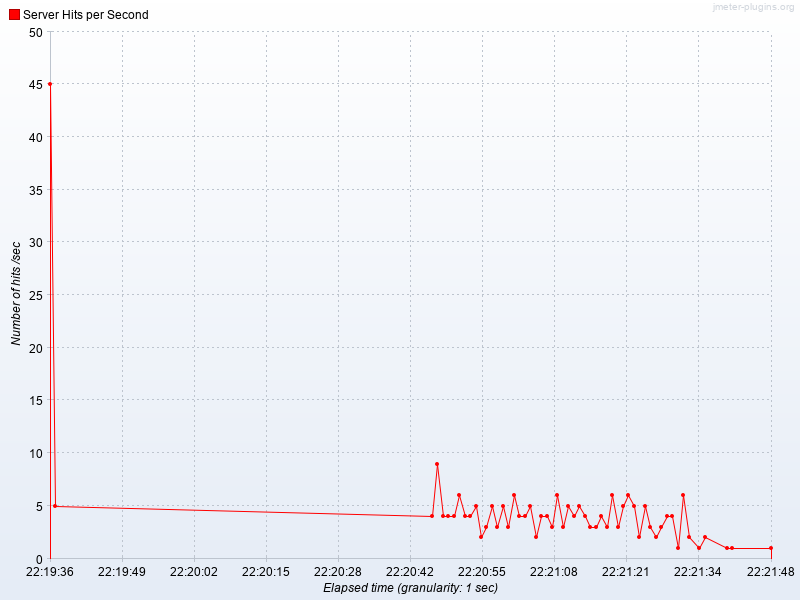 jmeter-plugins.org
Server Hits per Second
50
45
40
35
30
25
20
15
10
5
0
Number of hits /sec
22:19:36 22:19:49 22:20:02 22:20:15 22:20:28 22:20:42 22:20:55 22:21:08 22:21:21 22:21:34 22:21:48
Elapsed time (granularity: 1 sec)